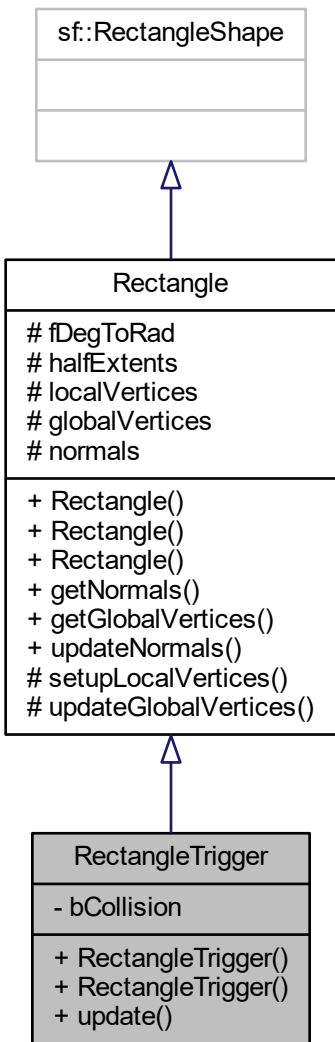 sf::RectangleShape
Rectangle
# fDegToRad
# halfExtents
# localVertices
# globalVertices
# normals
+ Rectangle()
+ Rectangle()
+ Rectangle()
+ getNormals()
+ getGlobalVertices()
+ updateNormals()
# setupLocalVertices()
# updateGlobalVertices()
RectangleTrigger
- bCollision
+ RectangleTrigger()
+ RectangleTrigger()
+ update()